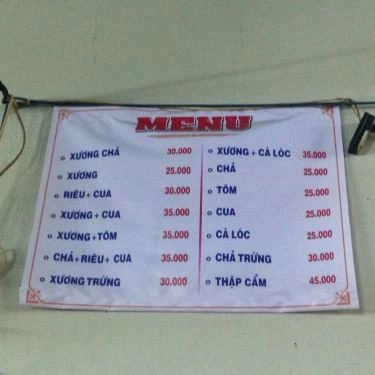 MENU
XƯƠNG CHẢ 30.000
XƯƠNG 25.000
RIÊU + CUA 30.000
XƯƠNG + CUA 35.000
XƯƠNG + TÔM 35.000
CHẢ + RIÊU + CUA 35.000
XƯƠNG TRỨNG 30.000
XƯƠNG + CÁ LÓC 35.000
CHẢ 25.000
TÔM 25.000
CUA 25.000
CÁ LÓC 25.000
CHẢ TRỨNG 30.000
THẬP CẨM 45.000